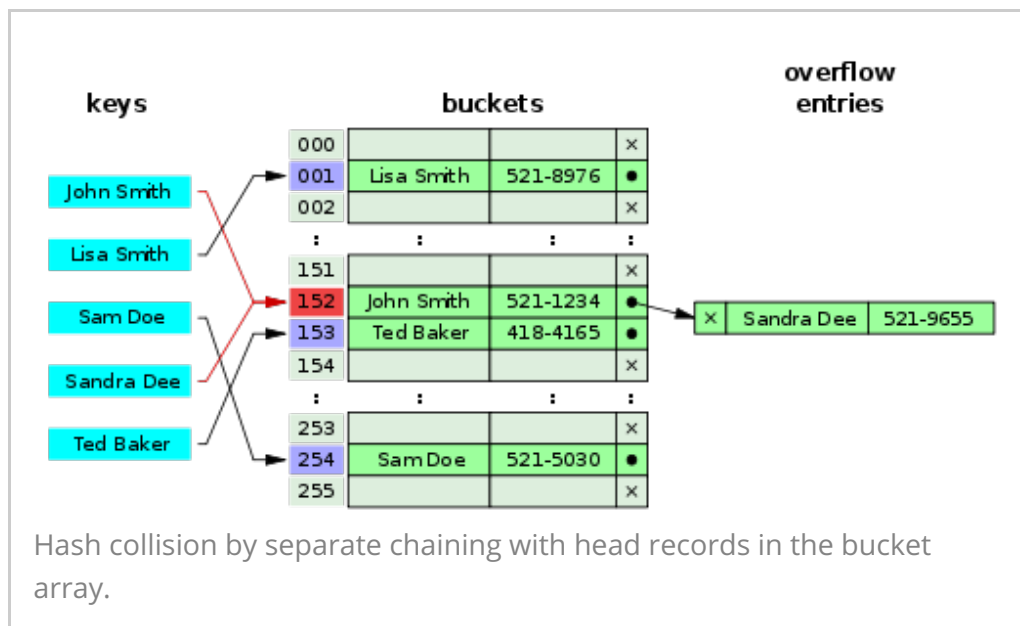 keys
buckets
overflow
entries
John Smith
Lisa Smith
Sam Doe
Sandra Dee
Ted Baker
000 ×
001 Lisa Smith 521-8976 ●
002 ×
: : : :
151 ×
152 John Smith 521-1234 ●
153 Ted Baker 418-4165 ●
154 ×
: : : :
253 ×
254 Sam Doe 521-5030 ●
255 ×
× Sandra Dee 521-9655
Hash collision by separate chaining with head records in the bucket
array.